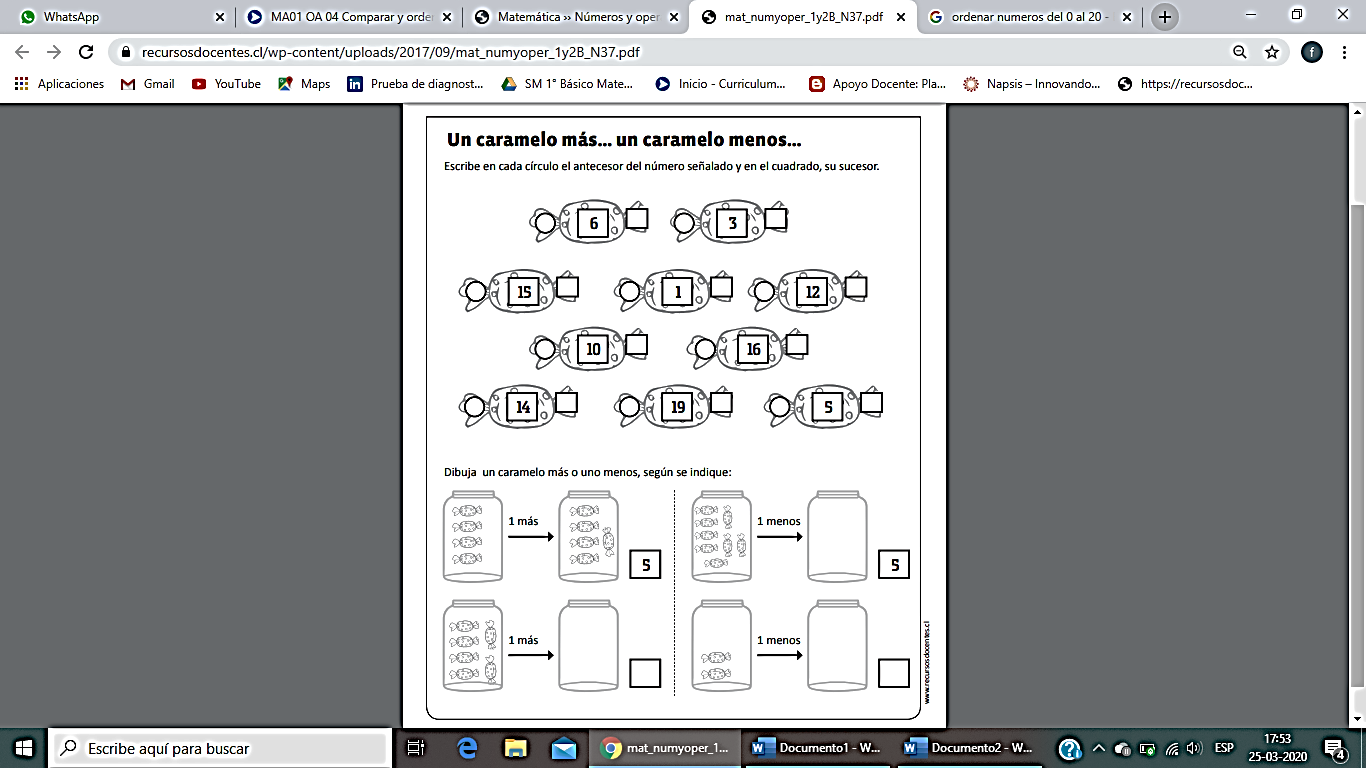 WhatsApp
MA01 OA 04 Comparar y orde
Matemática ›› Números y oper
mat_numyoper_1y2B_N37.pdf
ordenar numeros del 0 al 20 -
recursosdocentes.cl/wp-content/uploads/2017/09/mat_numyoper_1y2B_N37.pdf
Aplicaciones
Gmail
YouTube
Maps
Prueba de diagnost...
SM 1° Básico Mate...
Inicio - Curriculum...
Apoyo Docente: Pla...
Napsis – Innovando...
https://recursosdoc...
Un caramelo más... un caramelo menos...
Escribe en cada círculo el antecesor del número señalado y en el cuadrado, su sucesor.
6 3
15 1 12
10 16
14 19 5
Dibuja un caramelo más o uno menos, según se indique:
1 más
5
1 menos
5
1 más
1 menos
www.recursosdocentes.cl
Escribe aquí para buscar
mat_numyoper_1...
Documento1 - W...
Documento2 - W...
ESP
17:53
25-03-2020
4